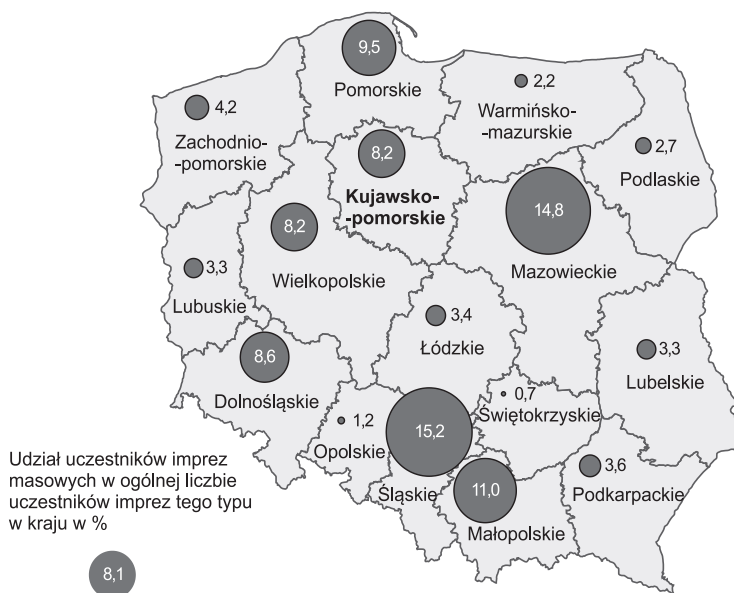 9,5
Pomorskie
2,2
Warmińsko-
-mazurskie
4,2
Zachodnio-
-pomorskie
8,2
Kujawsko-
-pomorskie
2,7
Podlaskie
14,8
Mazowieckie
8,2
Wielkopolskie
3,3
Lubuskie
3,4
Łódzkie
3,3
Lubelskie
8,6
Dolnośląskie
1,2
Opolskie
15,2
Śląskie
0,7
Świętokrzyskie
11,0
Małopolskie
3,6
Podkarpackie
Udział uczestników imprez
masowych w ogólnej liczbie
uczestników imprez tego typu
w kraju w %
8,1